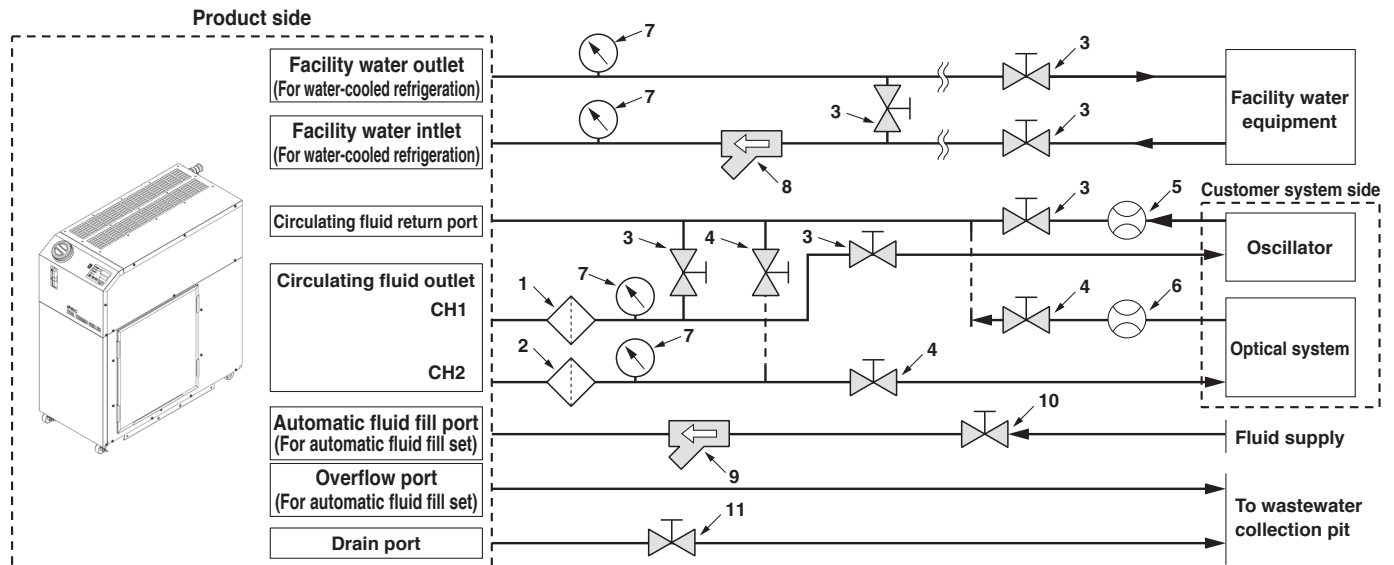 Product side
7
3
Facility water outlet
(For water-cooled refrigeration)
Facility water
equipment
7
3
3
Facility water intlet
(For water-cooled refrigeration)
8
Customer system side
3
5
Circulating fluid return port
Oscillator
3
4
3
Circulating fluid outlet
7
1
CH1
4
6
Optical system
2
7
CH2
4
Automatic fluid fill port
(For automatic fluid fill set)
10
Fluid supply
9
Overflow port
(For automatic fluid fill set)
To wastewater
collection pit
11
Drain port